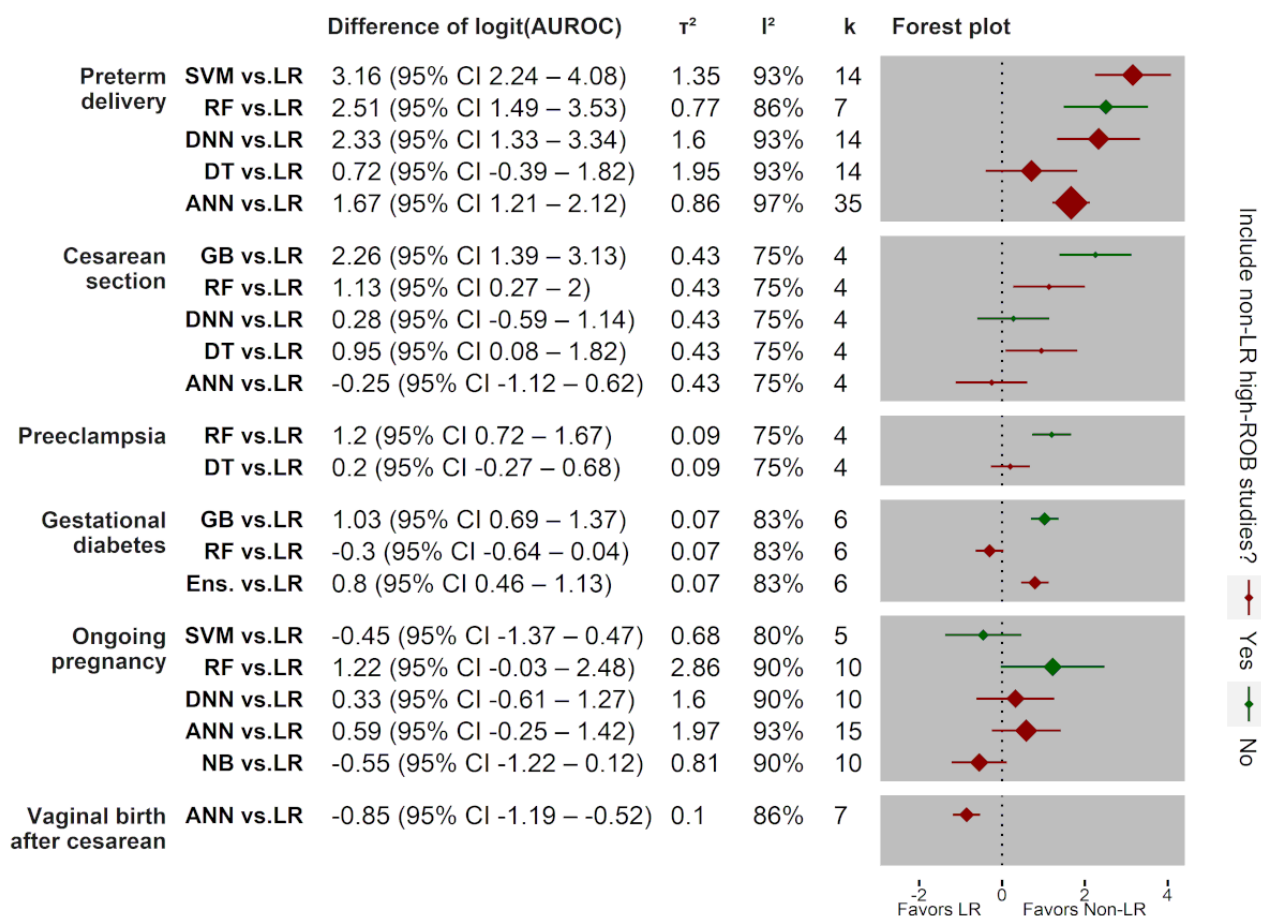 Difference of logit(AUROC) τ² I² k Forest plot
Preterm delivery SVM vs.LR 3.16 (95% CI 2.24 – 4.08) 1.35 93% 14
RF vs.LR 2.51 (95% CI 1.49 – 3.53) 0.77 86% 7
DNN vs.LR 2.33 (95% CI 1.33 – 3.34) 1.6 93% 14
DT vs.LR 0.72 (95% CI -0.39 – 1.82) 1.95 93% 14
ANN vs.LR 1.67 (95% CI 1.21 – 2.12) 0.86 97% 35
Cesarean section GB vs.LR 2.26 (95% CI 1.39 – 3.13) 0.43 75% 4
RF vs.LR 1.13 (95% CI 0.27 – 2) 0.43 75% 4
DNN vs.LR 0.28 (95% CI -0.59 – 1.14) 0.43 75% 4
DT vs.LR 0.95 (95% CI 0.08 – 1.82) 0.43 75% 4
ANN vs.LR -0.25 (95% CI -1.12 – 0.62) 0.43 75% 4
Preeclampsia RF vs.LR 1.2 (95% CI 0.72 – 1.67) 0.09 75% 4
DT vs.LR 0.2 (95% CI -0.27 – 0.68) 0.09 75% 4
Gestational diabetes GB vs.LR 1.03 (95% CI 0.69 – 1.37) 0.07 83% 6
RF vs.LR -0.3 (95% CI -0.64 – 0.04) 0.07 83% 6
Ens. vs.LR 0.8 (95% CI 0.46 – 1.13) 0.07 83% 6
Ongoing pregnancy SVM vs.LR -0.45 (95% CI -1.37 – 0.47) 0.68 80% 5
RF vs.LR 1.22 (95% CI -0.03 – 2.48) 2.86 90% 10
DNN vs.LR 0.33 (95% CI -0.61 – 1.27) 1.6 90% 10
ANN vs.LR 0.59 (95% CI -0.25 – 1.42) 1.97 93% 15
NB vs.LR -0.55 (95% CI -1.22 – 0.12) 0.81 90% 10
Vaginal birth after cesarean ANN vs.LR -0.85 (95% CI -1.19 – -0.52) 0.1 86% 7
-2 0 2 4
Favors LR Favors Non-LR
Include non-LR high-ROB studies? Yes No